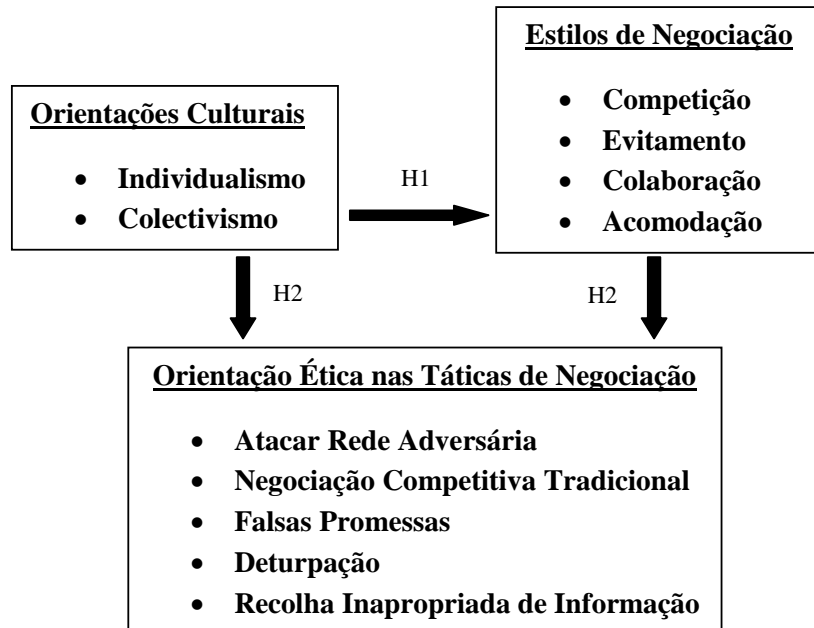 Estilos de Negociação
• Competição
• Evitamento
• Colaboração
• Acomodação
Orientações Culturais
• Individualismo
• Colectivismo
H1
H2
H2
Orientação Ética nas Táticas de Negociação
• Atacar Rede Adversária
• Negociação Competitiva Tradicional
• Falsas Promessas
• Deturpação
• Recolha Inapropriada de Informação